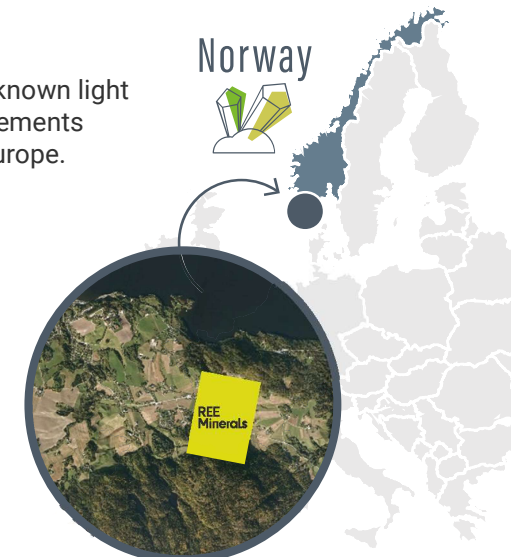 Norway
known light
ements
urope.
REE
Minerals